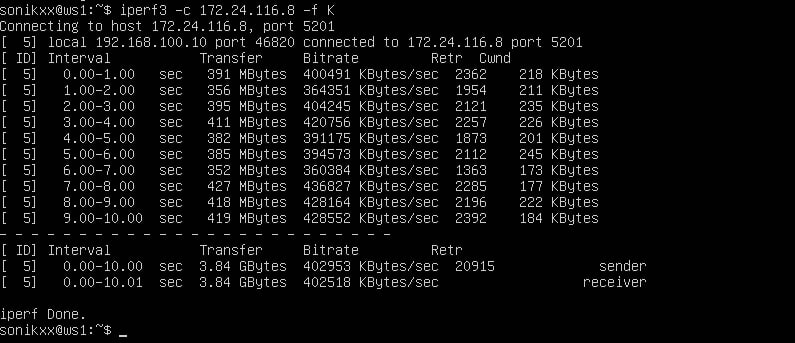 sonikxx@ws1:~$ iperf3 -c 172.24.116.8 -f K
Connecting to host 172.24.116.8, port 5201
[  5] local 192.168.100.10 port 46820 connected to 172.24.116.8 port 5201
[ ID] Interval           Transfer     Bitrate         Retr  Cwnd
[  5]   0.00-1.00   sec   391 MBytes  400491 KBytes/sec  2362    218 KBytes
[  5]   1.00-2.00   sec   356 MBytes  364351 KBytes/sec  1954    211 KBytes
[  5]   2.00-3.00   sec   395 MBytes  404245 KBytes/sec  2121    235 KBytes
[  5]   3.00-4.00   sec   411 MBytes  420756 KBytes/sec  2257    226 KBytes
[  5]   4.00-5.00   sec   382 MBytes  391175 KBytes/sec  1873    201 KBytes
[  5]   5.00-6.00   sec   385 MBytes  394573 KBytes/sec  2112    245 KBytes
[  5]   6.00-7.00   sec   352 MBytes  360384 KBytes/sec  1363    173 KBytes
[  5]   7.00-8.00   sec   427 MBytes  436827 KBytes/sec  2285    177 KBytes
[  5]   8.00-9.00   sec   418 MBytes  428164 KBytes/sec  2196    222 KBytes
[  5]   9.00-10.00  sec   419 MBytes  428552 KBytes/sec  2392    184 KBytes
- - - - - - - - - - - - - - - - - - - - - - - - -
[ ID] Interval           Transfer     Bitrate         Retr
[  5]   0.00-10.00  sec  3.84 GBytes  402953 KBytes/sec  20915             sender
[  5]   0.00-10.01  sec  3.84 GBytes  402518 KBytes/sec                  receiver
iperf Done.
sonikxx@ws1:~$ _